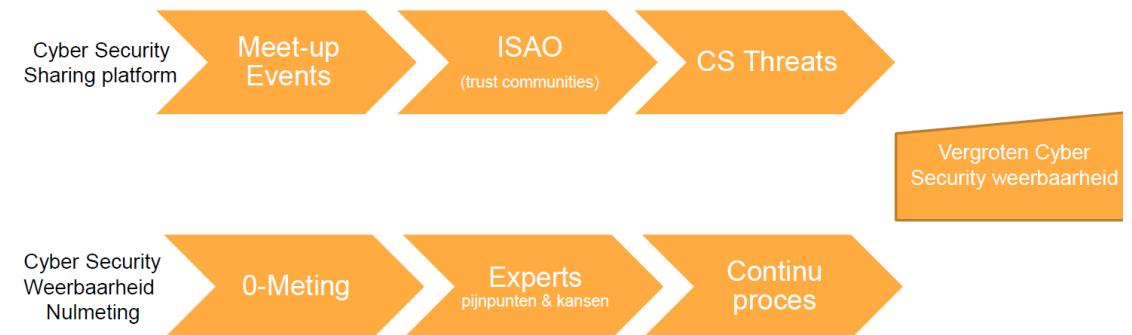 Cyber Security
Sharing platform
Meet-up
Events
ISAO
(trust communities)
CS Threats
Vergroten Cyber
Security weerbaarheid
Cyber Security
Weerbaarheid
Nulmeting
0-Meting
Experts
pijnpunten & kansen
Continu
proces